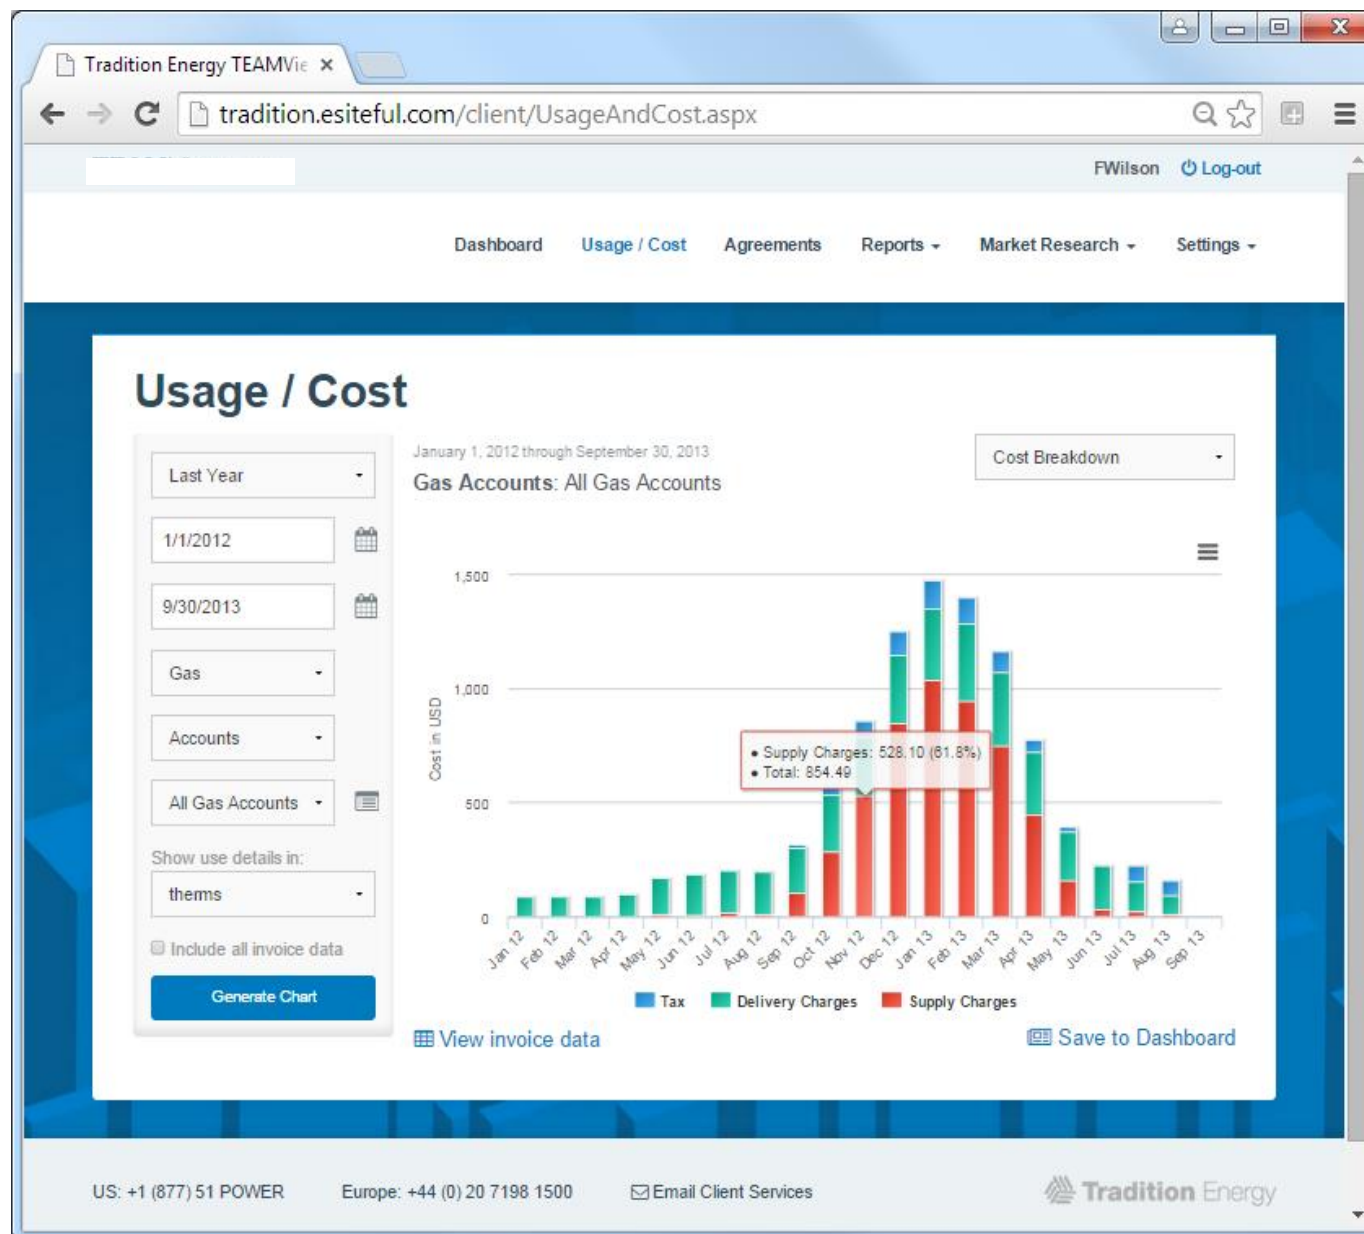 Tradition Energy TEAMVie
tradition.esiteful.com/client/UsageAndCost.aspx
FWilson Log-out
Dashboard Usage / Cost Agreements Reports Market Research Settings
Usage / Cost
Last Year
1/1/2012
9/30/2013
Gas
Accounts
All Gas Accounts
Show use details in:
therms
Include all invoice data
Generate Chart
January 1, 2012 through September 30, 2013
Gas Accounts: All Gas Accounts
Cost Breakdown
Cost in USD
1,500
1,000
500
0
• Supply Charges: 528.10 (61.8%)
• Total: 854.49
Jan 12 Feb 12 Mar 12 Apr 12 May 12 Jun 12 Jul 12 Aug 12 Sep 12 Oct 12 Nov 12 Dec 12 Jan 13 Feb 13 Mar 13 Apr 13 May 13 Jun 13 Jul 13 Aug 13 Sep 13
Tax Delivery Charges Supply Charges
View invoice data
Save to Dashboard
US: +1 (877) 51 POWER Europe: +44 (0) 20 7198 1500 Email Client Services Tradition Energy